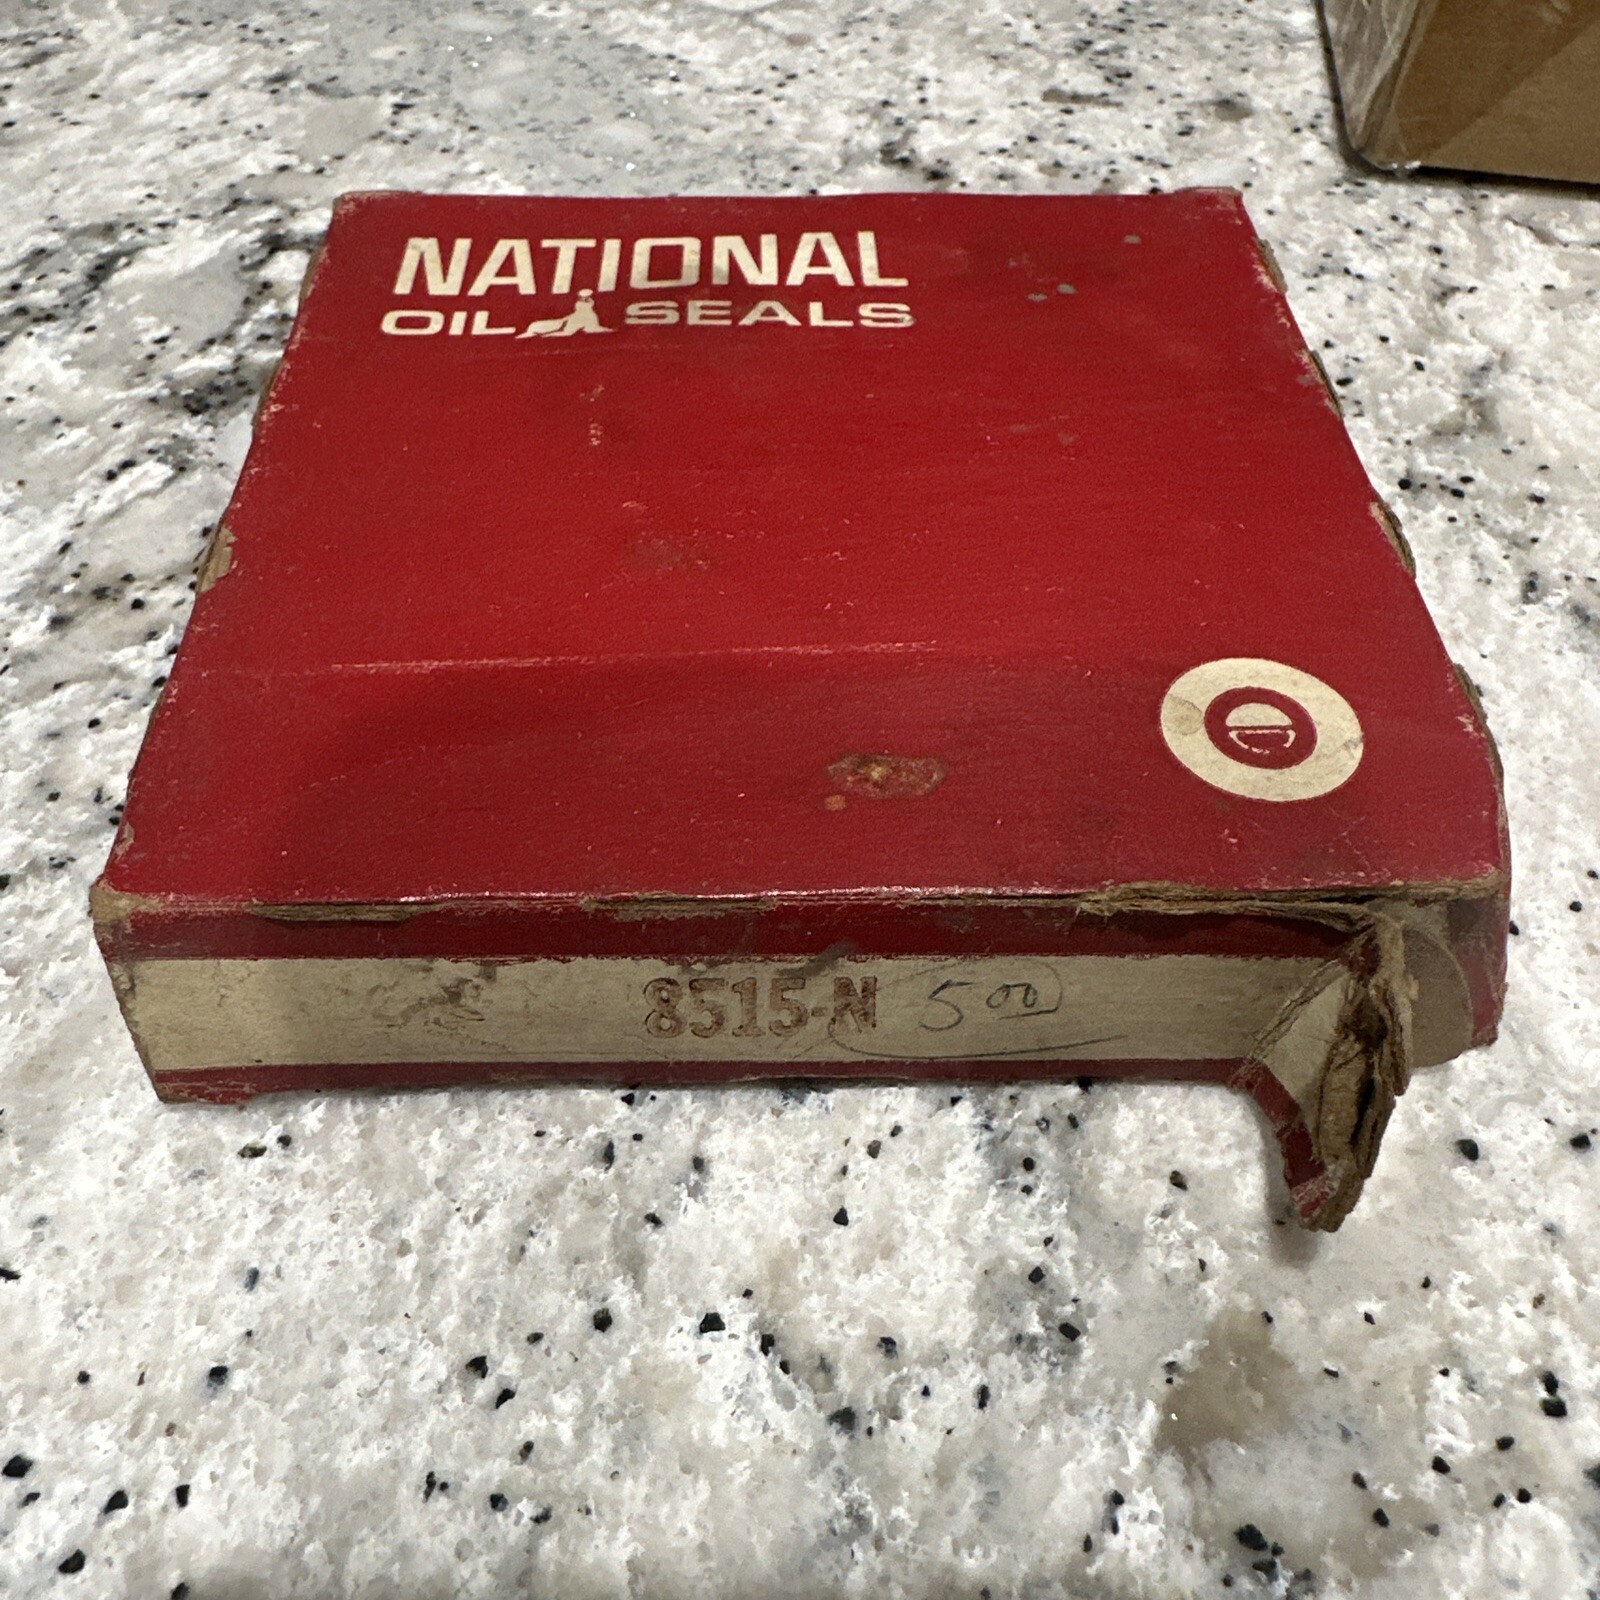 NATIONAL
OIL SEALS
8515-N 5 00